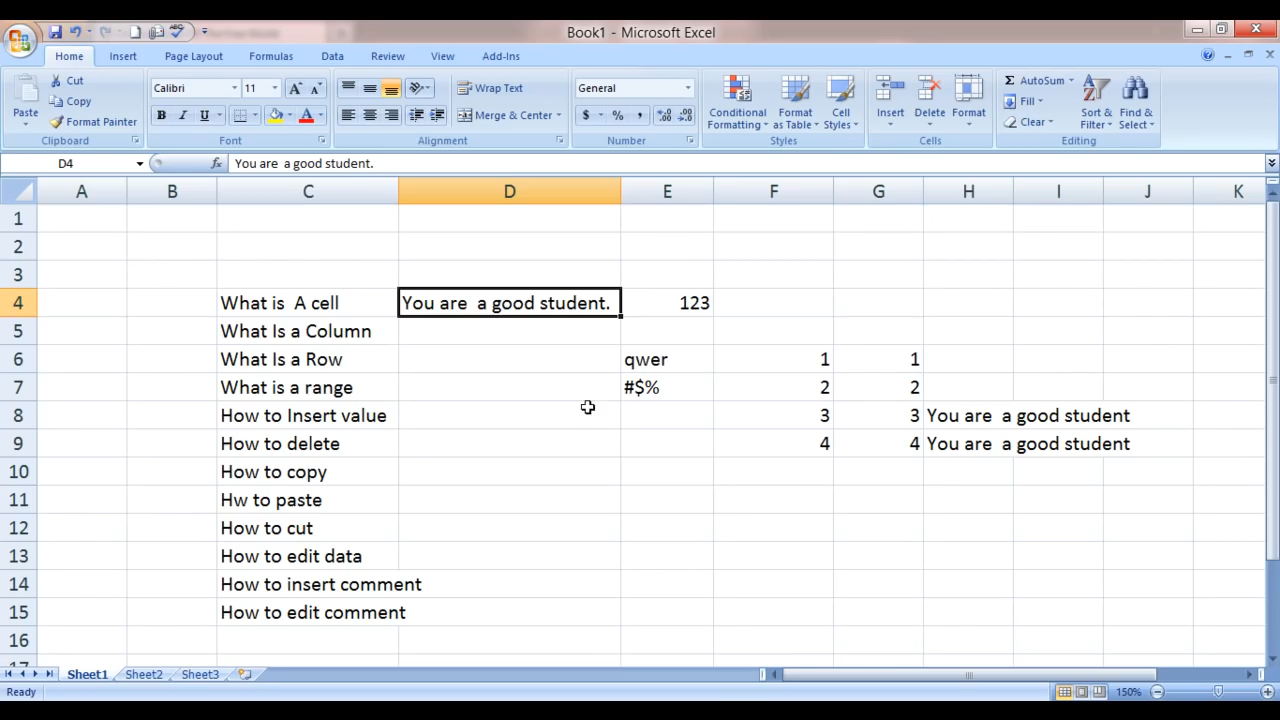 Book1 - Microsoft Excel
Home Insert Page Layout Formulas Data Review View Add-Ins
Cut
Copy
Format Painter
Paste
Clipboard
Calibri 11
B I U
Font
Wrap Text
Merge & Center
Alignment
General
$ % ,
Number
Conditional Formatting
Format as Table
Cell Styles
Styles
Insert Delete Format
Cells
AutoSum
Fill
Clear
Sort & Filter
Find & Select
Editing
D4 fx You are  a good student.
A B C D E F G H I J K
1
2
3
4 What is  A cell You are  a good student. 123
5 What Is a Column
6 What Is a Row qwer 1 1
7 What is a range #$% 2 2
8 How to Insert value 3 3 You are  a good student
9 How to delete 4 4 You are  a good student
10 How to copy
11 Hw to paste
12 How to cut
13 How to edit data
14 How to insert comment
15 How to edit comment
16
17
Sheet1 Sheet2 Sheet3
Ready 150%